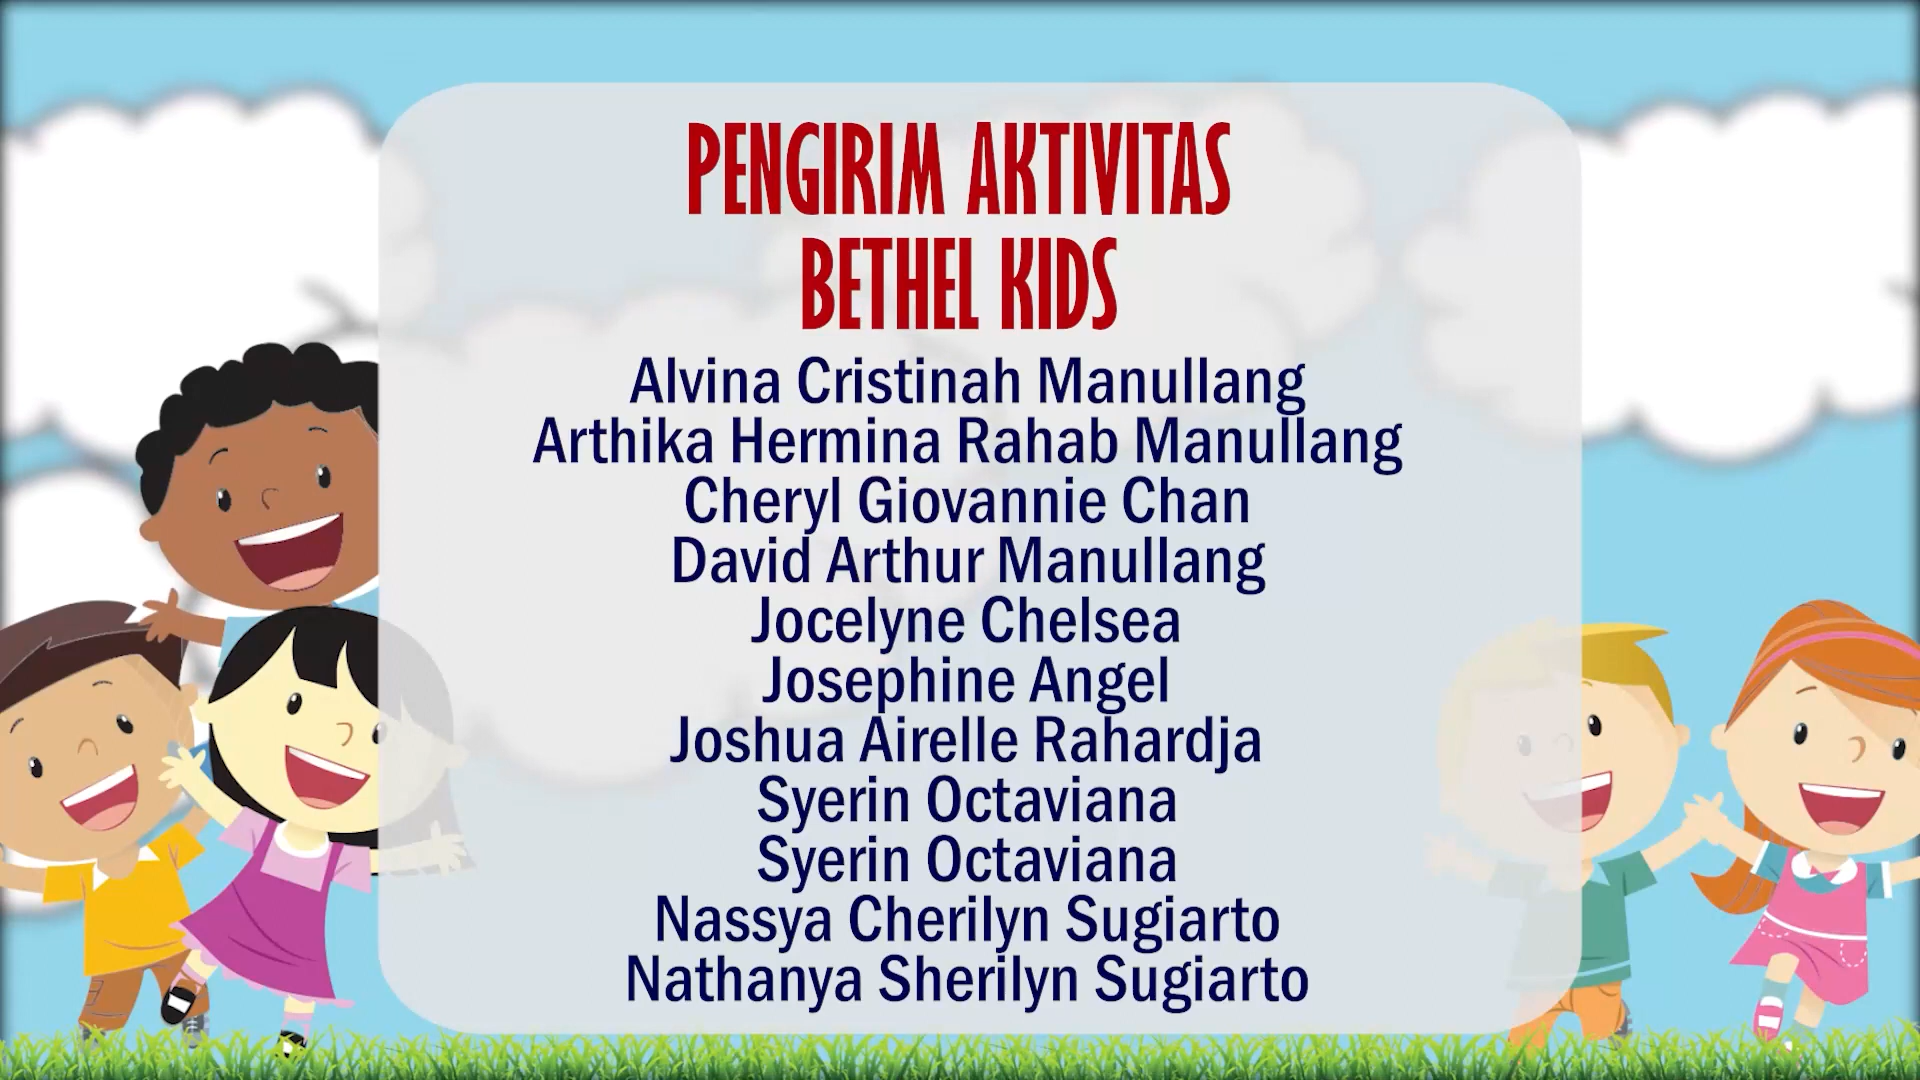 PENGIRIM AKTIVITAS
BETHEL KIDS
Alvina Cristinah Manullang
Arthika Hermina Rahab Manullang
Cheryl Giovannie Chan
David Arthur Manullang
Jocelyne Chelsea
Josephine Angel
Joshua Airelle Rahardja
Syerin Octaviana
Syerin Octaviana
Nassya Cherilyn Sugiarto
Nathanya Sherilyn Sugiarto